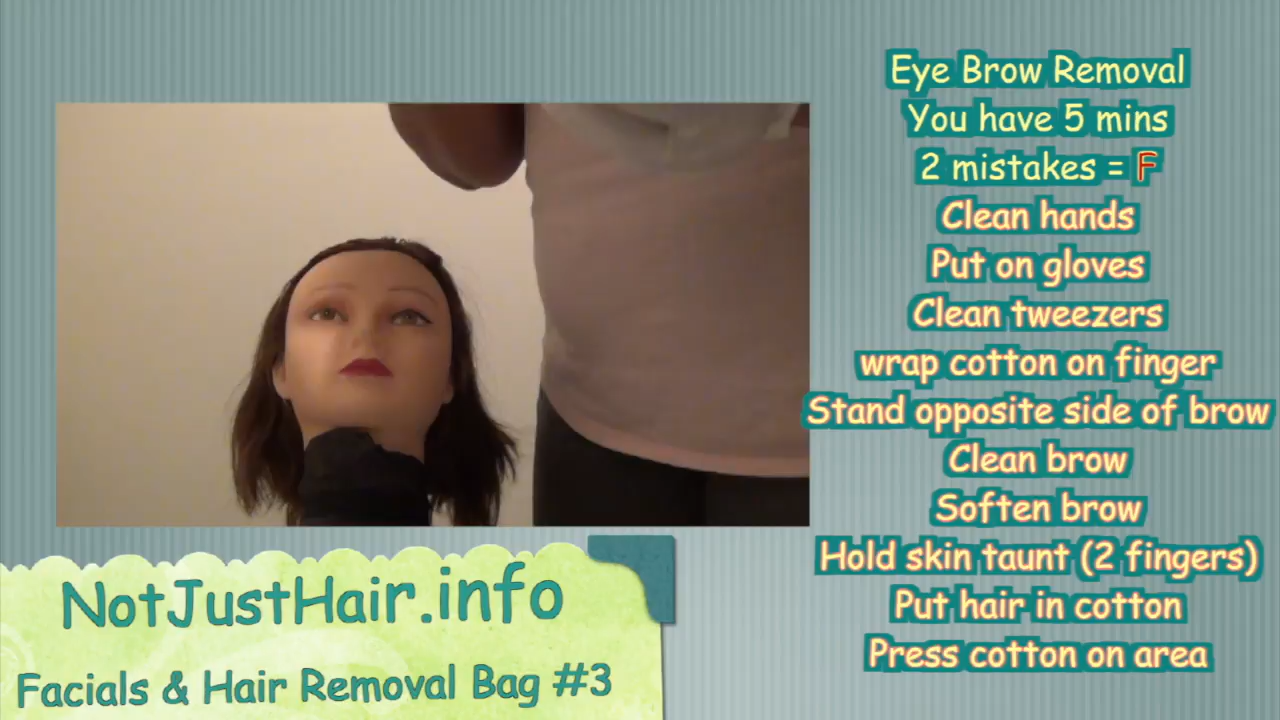 Eye Brow Removal
You have 5 mins
2 mistakes = F
Clean hands
Put on gloves
Clean tweezers
wrap cotton on finger
Stand opposite side of brow
Clean brow
Soften brow
Hold skin taunt (2 fingers)
Put hair in cotton
Press cotton on area
NotJustHair.info
Facials & Hair Removal Bag #3